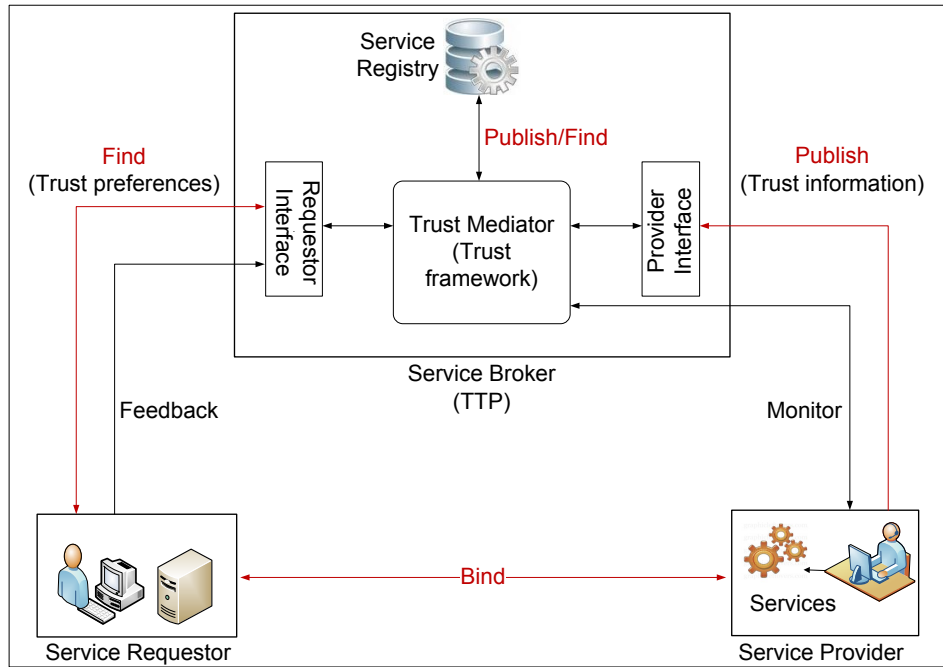 Service
Registry
Publish/Find
Find
(Trust preferences)
Publish
(Trust information)
Requestor
Interface
Trust Mediator
(Trust
framework)
Provider
Interface
Service Broker
(TTP)
Feedback
Monitor
Bind
Services
Service Requestor
Service Provider